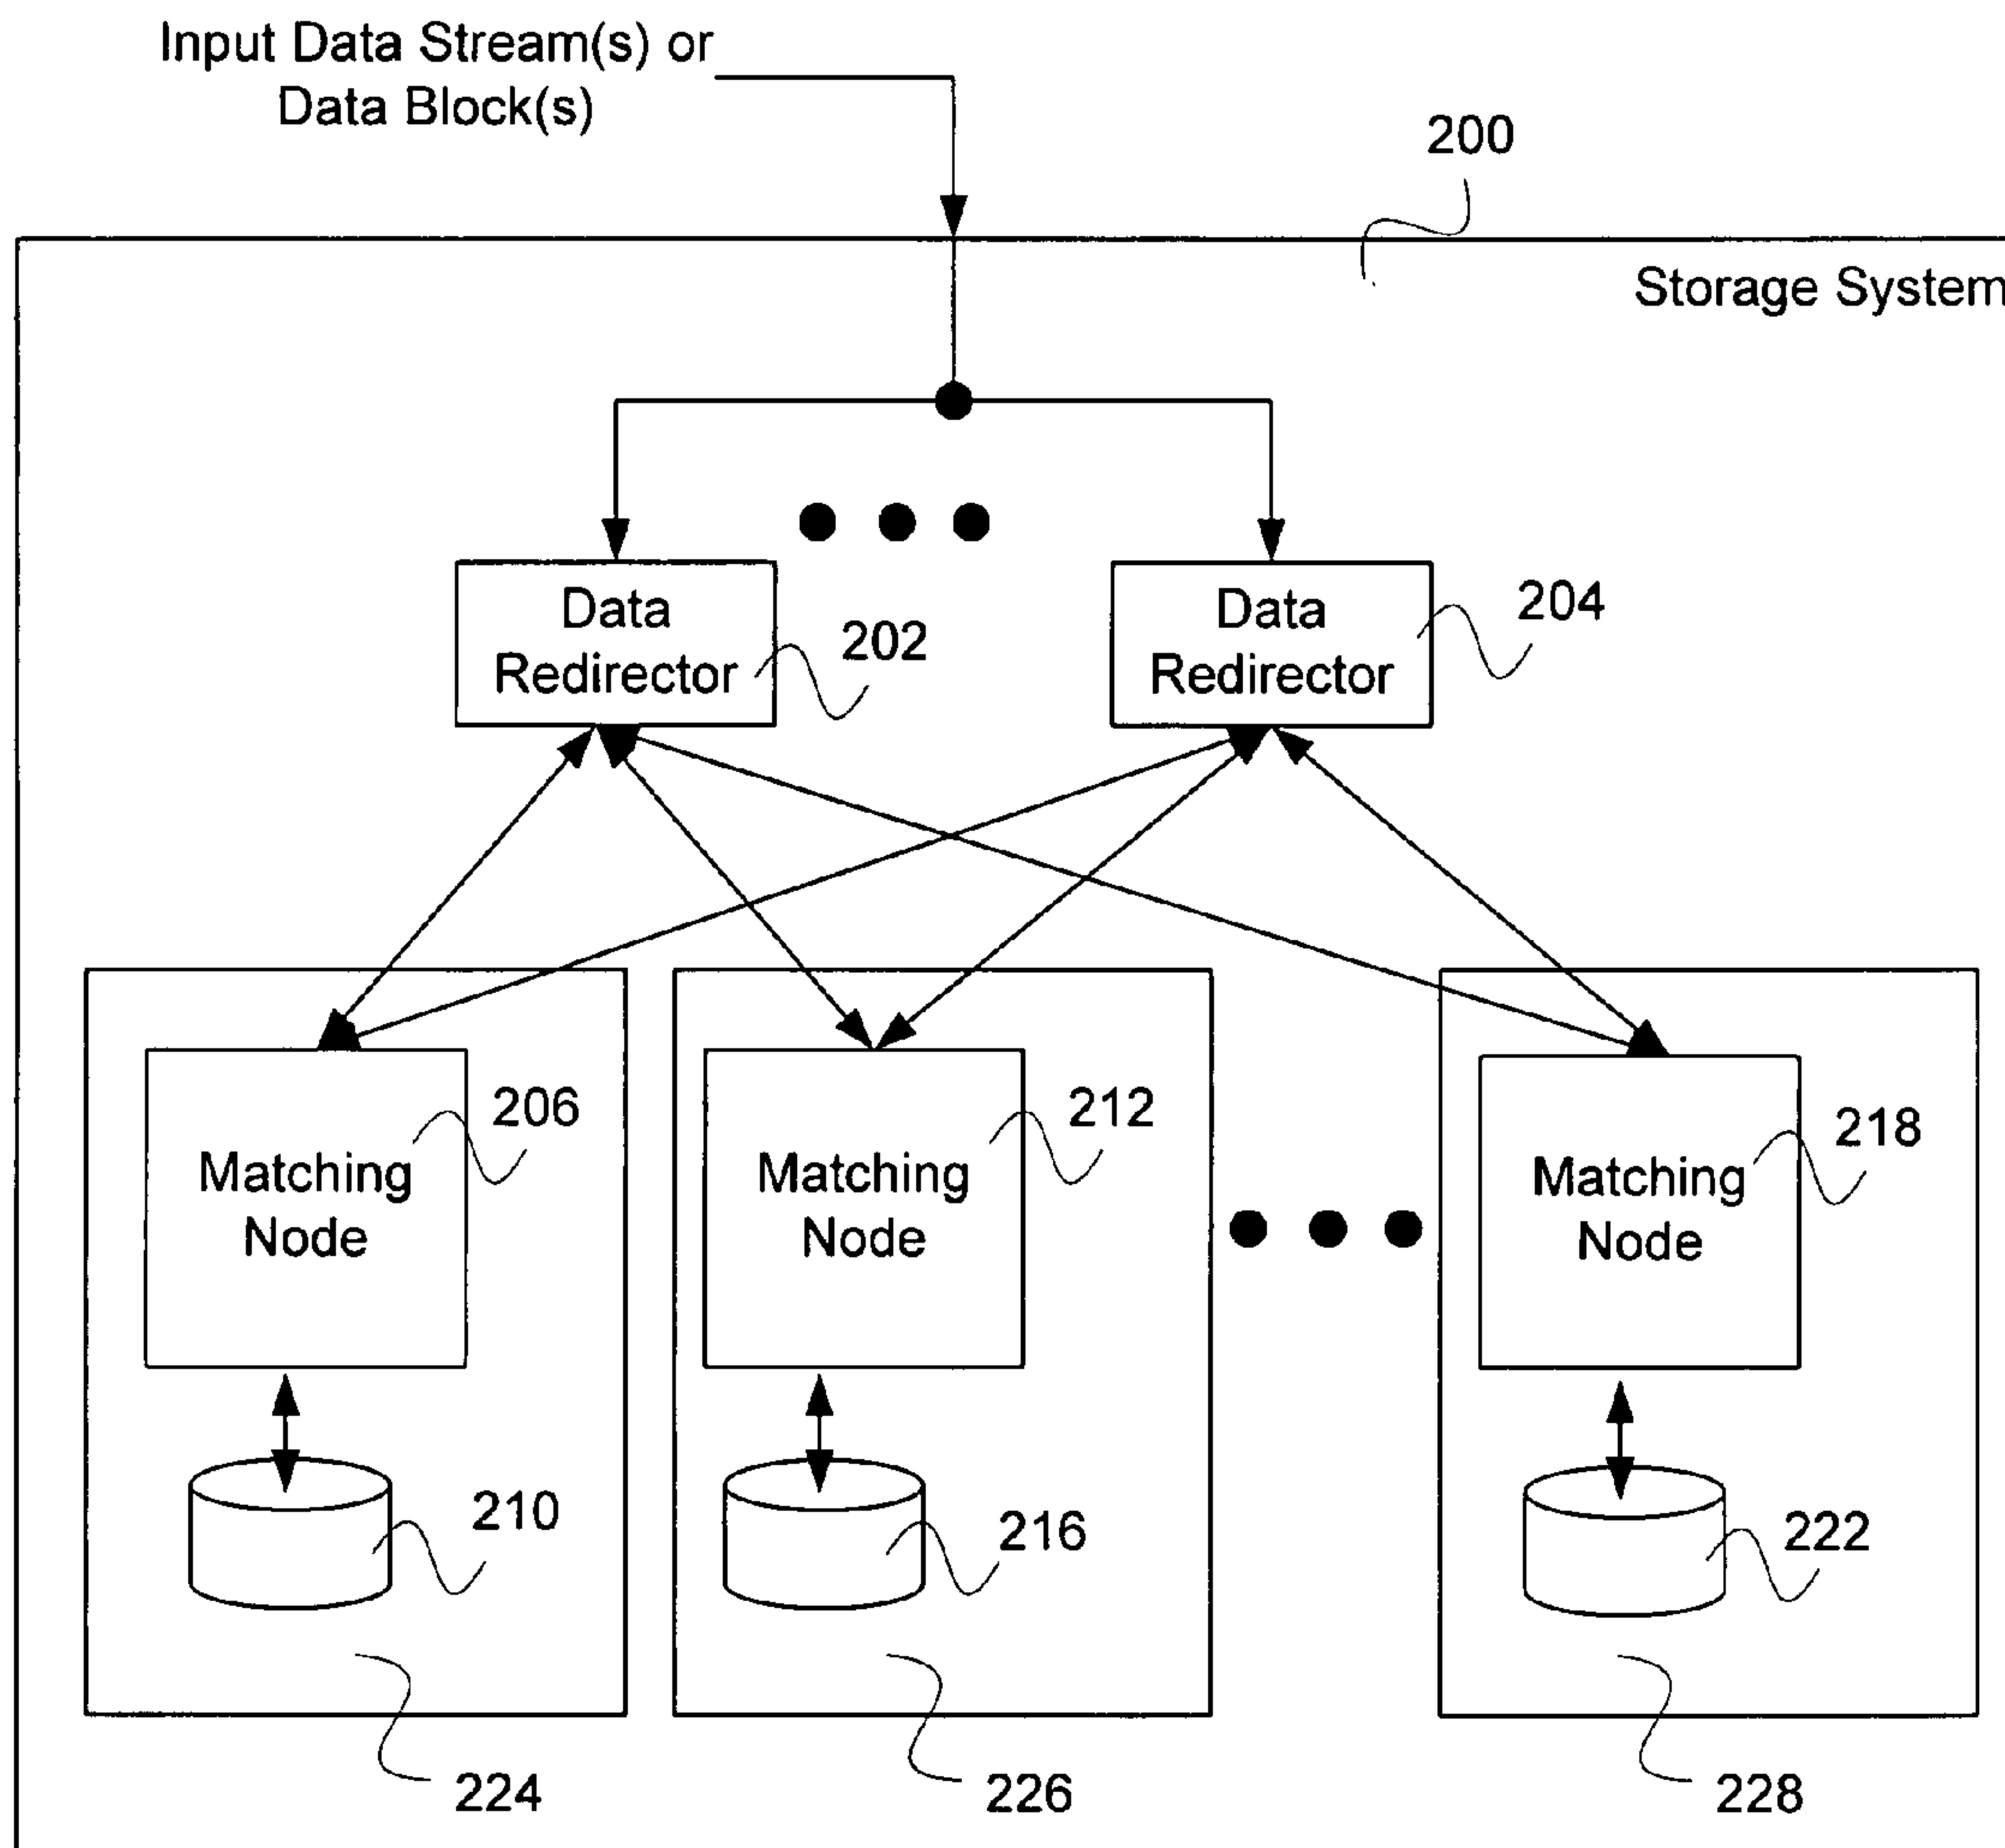 Input Data Stream(s) or
Data Block(s)
200
Storage System
Data
Redirector
202
Data
Redirector
204
Matching
Node
206
Matching
Node
212
Matching
Node
218
210
216
222
224
226
228